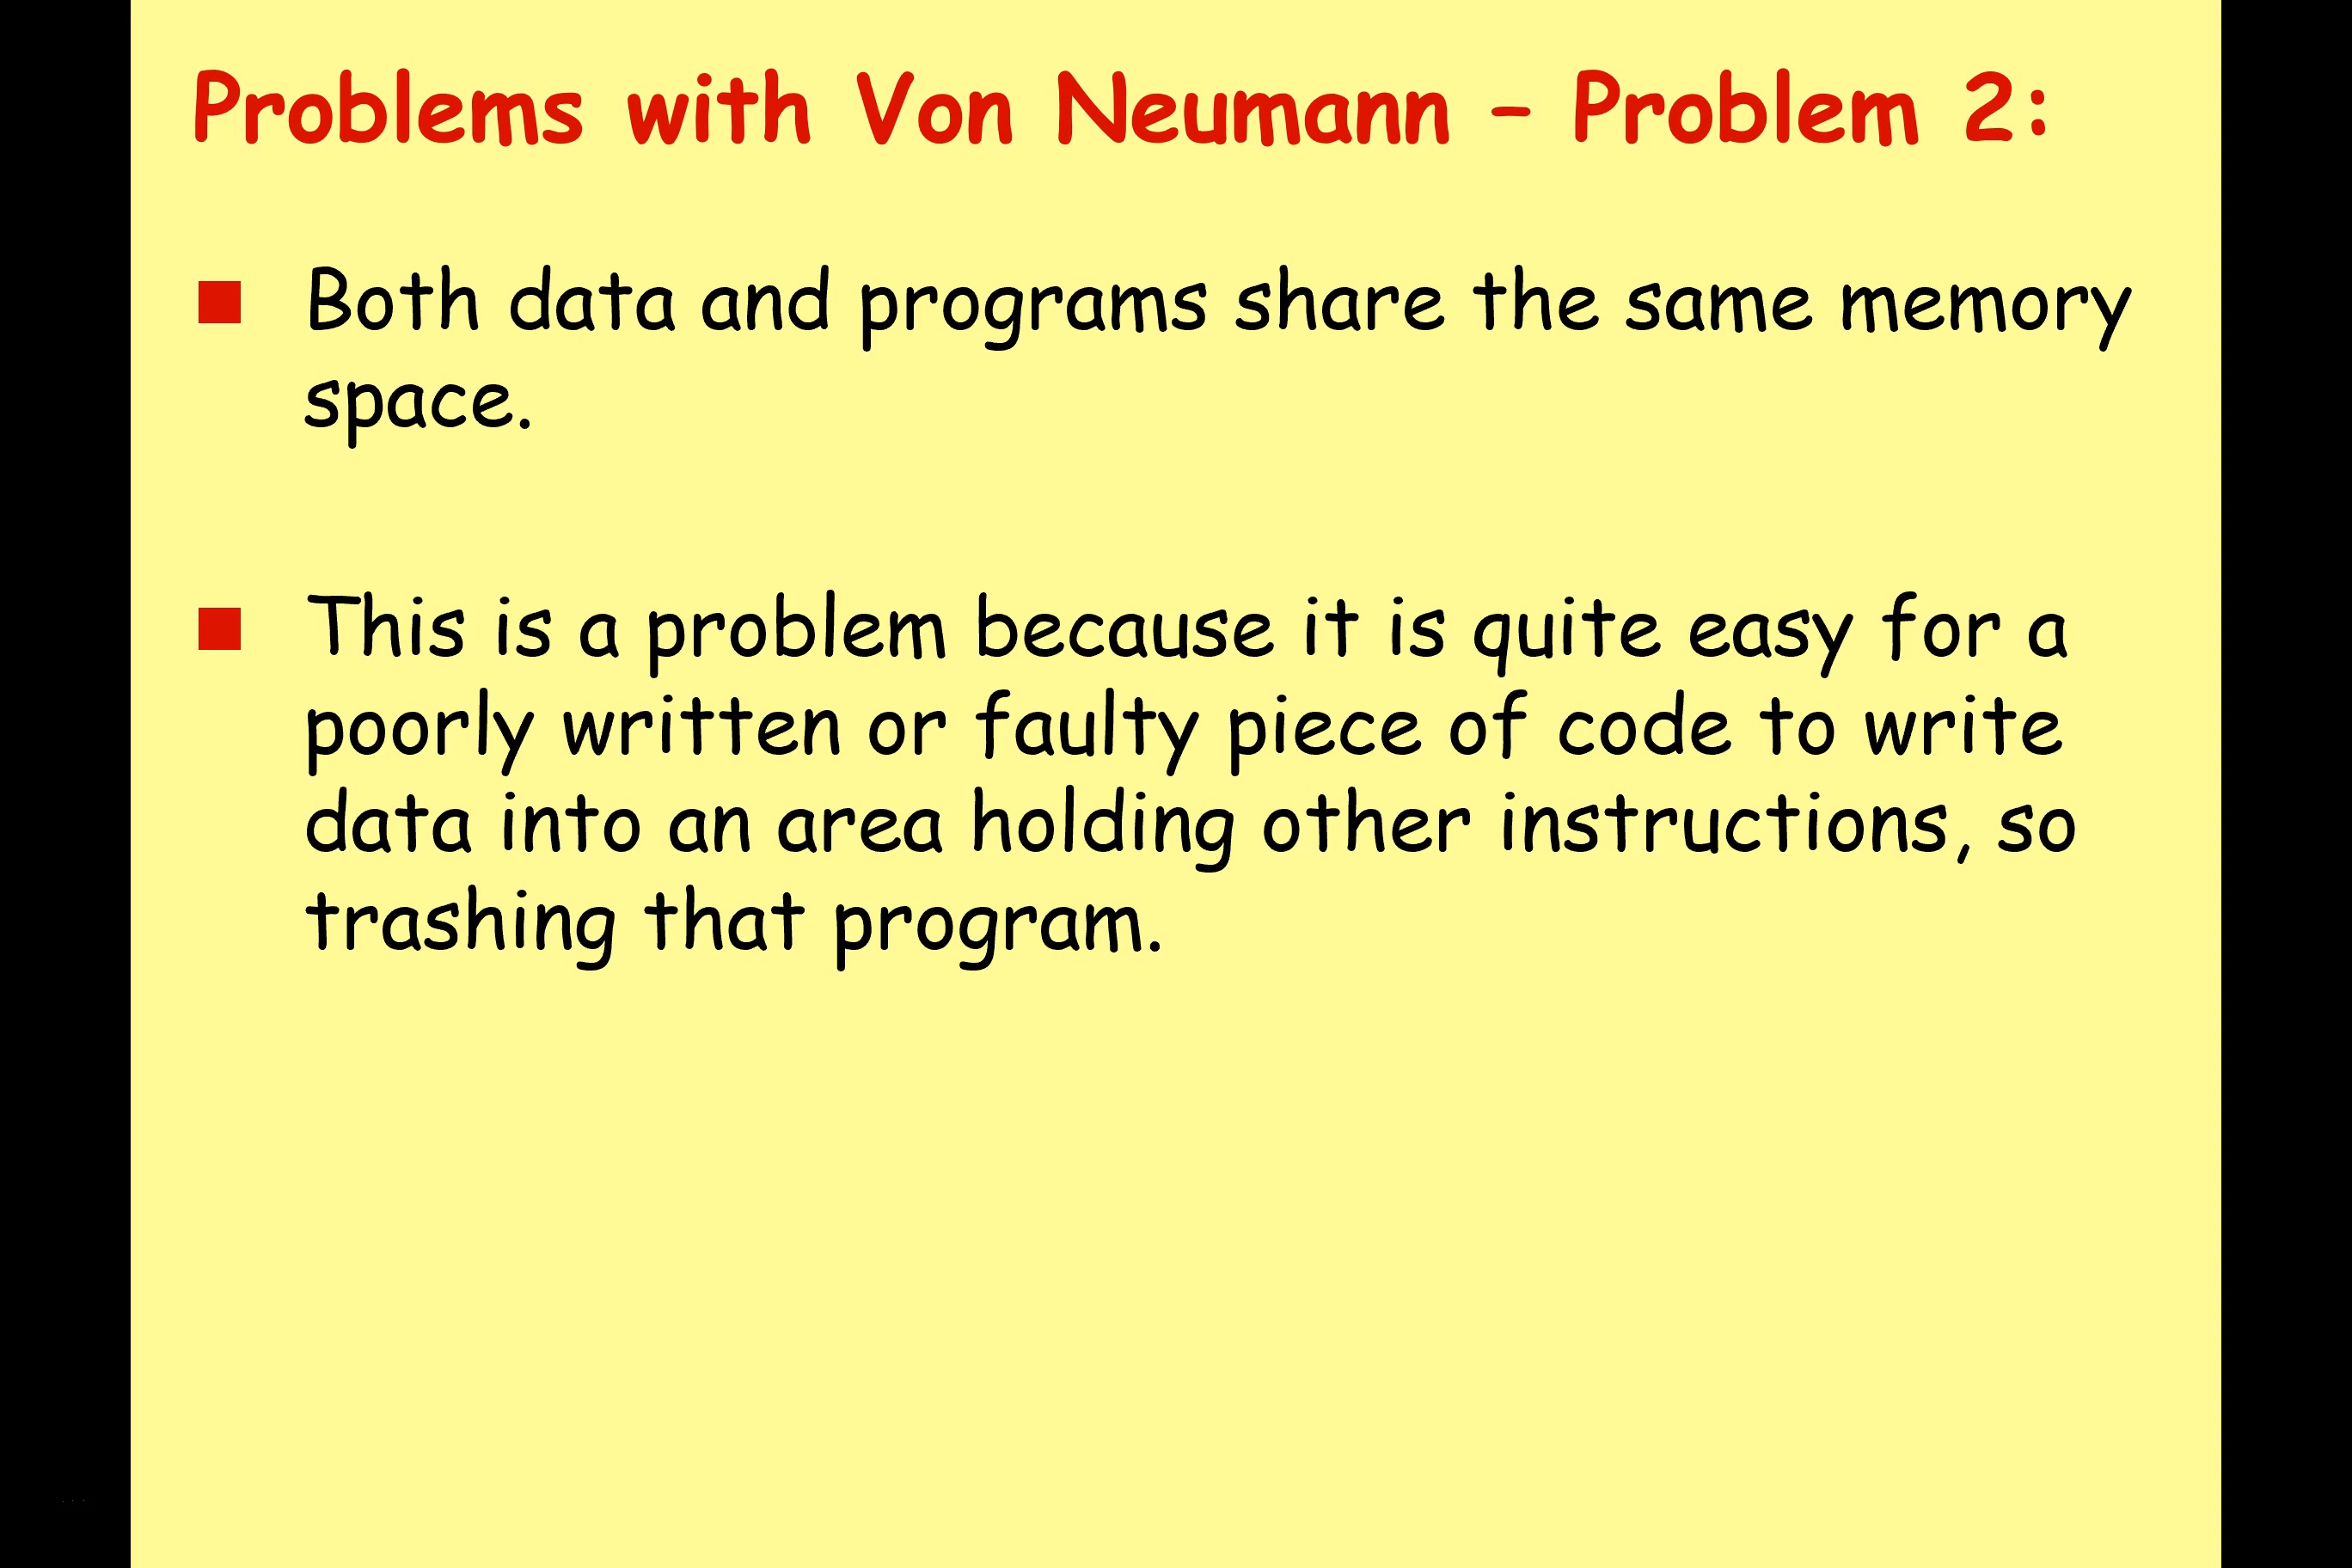 Problems with Von Neumann – Problem 2:
Both data and programs share the same memory
space.
This is a problem because it is quite easy for a
poorly written or faulty piece of code to write
data into an area holding other instructions, so
trashing that program.